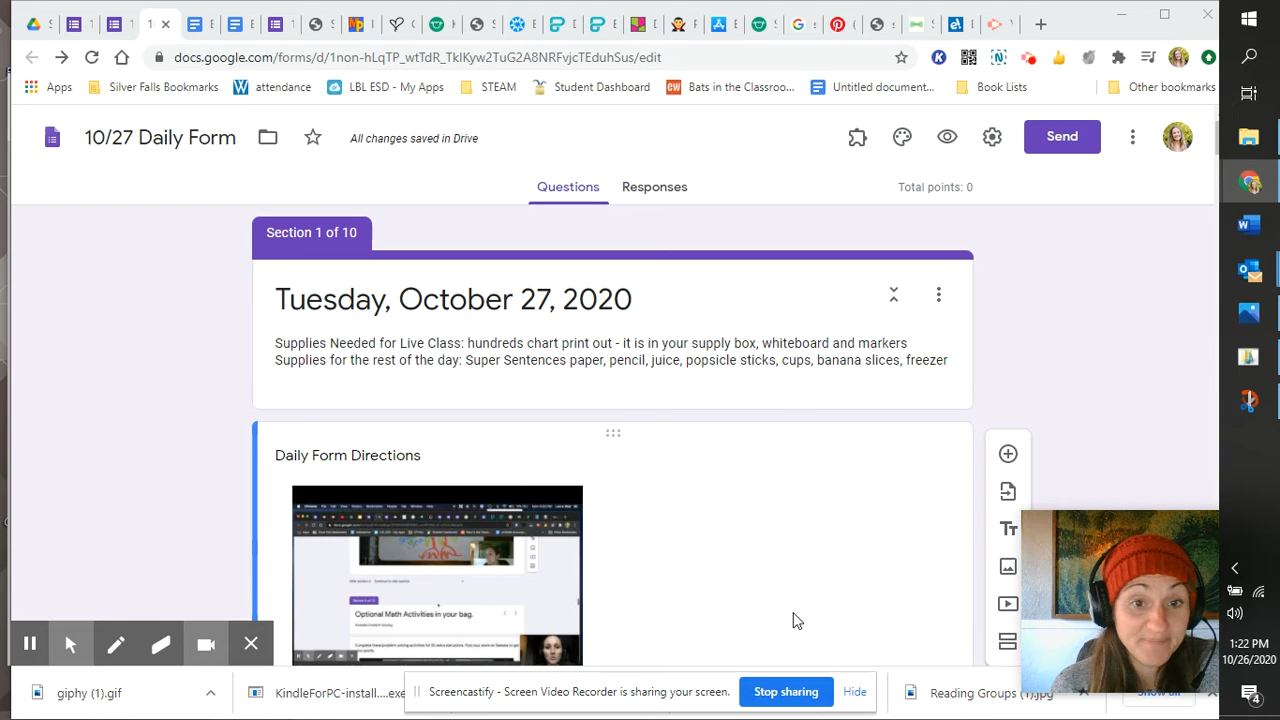 docs.google.com/forms/d/1non-hLqTP_wtTdR_TkIKyw2TuG2A8NRFvjcTEduhSus/edit
Apps Silver Falls Bookmarks attendance LBL ESD - My Apps STEAM Student Dashboard Bats in the Classroo... Untitled document... Book Lists Other bookmarks
10/27 Daily Form All changes saved in Drive Send
Questions Responses Total points: 0
Section 1 of 10
Tuesday, October 27, 2020
Supplies Needed for Live Class: hundreds chart print out - it is in your supply box, whiteboard and markers
Supplies for the rest of the day: Super Sentences paper, pencil, juice, popsicle sticks, cups, banana slices, freezer
Daily Form Directions
Optional Math Activities in your bag.
giphy (1).gif KindleForPC-install....exe Screencastify - Screen Video Recorder is sharing your screen. Stop sharing Hide Reading Groups (1).jpg Show all
1:22 PM
10/26/2020
4